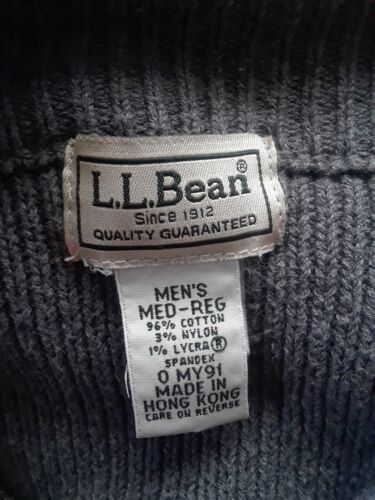 L.L.Bean®
Since 1912
QUALITY GUARANTEED
MEN'S
MED-REG
96% COTTON
3% NYLON
1% LYCRA®
SPANDEX
0 MY91
MADE IN
HONG KONG
CARE ON REVERSE